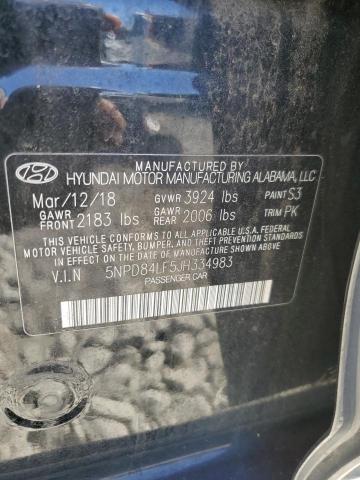 MANUFACTURED BY
HYUNDAI MOTOR MANUFACTURING ALABAMA, LLC
Mar/12/18 GVWR 3924 lbs PAINT S3
GAWR FRONT 2183 lbs GAWR REAR 2006 lbs TRIM PK
THIS VEHICLE CONFORMS TO ALL APPLICABLE U.S.A. FEDERAL
MOTOR VEHICLE SAFETY, BUMPER, AND THEFT PREVENTION
STANDARDS IN EFFECT ON THE DATE OF MANUFACTURE SHOWN ABOVE.
V.I.N 5NPD84LF5JH334983
PASSENGER CAR